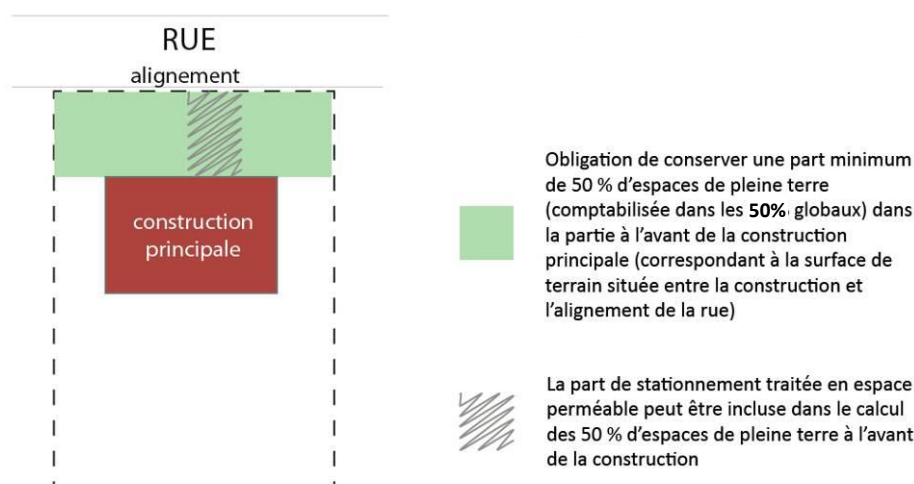 RUE
alignement
construction
principale
Obligation de conserver une part minimum
de 50 % d’espaces de pleine terre
(comptabilisée dans les 50% globaux) dans
la partie à l’avant de la construction
principale (correspondant à la surface de
terrain située entre la construction et
l’alignement de la rue)
La part de stationnement traitée en espace
perméable peut être incluse dans le calcul
des 50 % d’espaces de pleine terre à l’avant
de la construction